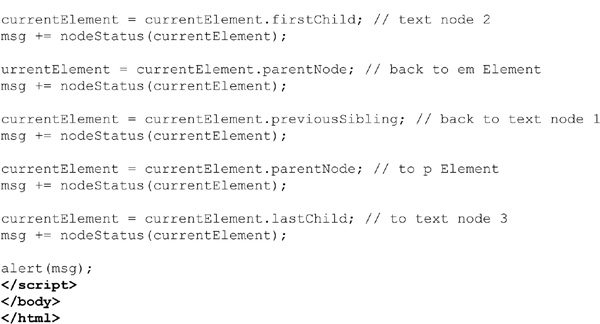 currentElement = currentElement.firstChild; // text node 2
msg += nodeStatus(currentElement);
urrentElement = currentElement.parentNode; // back to em Element
msg += nodeStatus(currentElement);
currentElement = currentElement.previousSibling; // back to text node 1
msg += nodeStatus(currentElement);
currentElement = currentElement.parentNode; // to p Element
msg += nodeStatus(currentElement);
currentElement = currentElement.lastChild; // to text node 3
msg += nodeStatus(currentElement);
alert(msg);
</script>
</body>
</html>